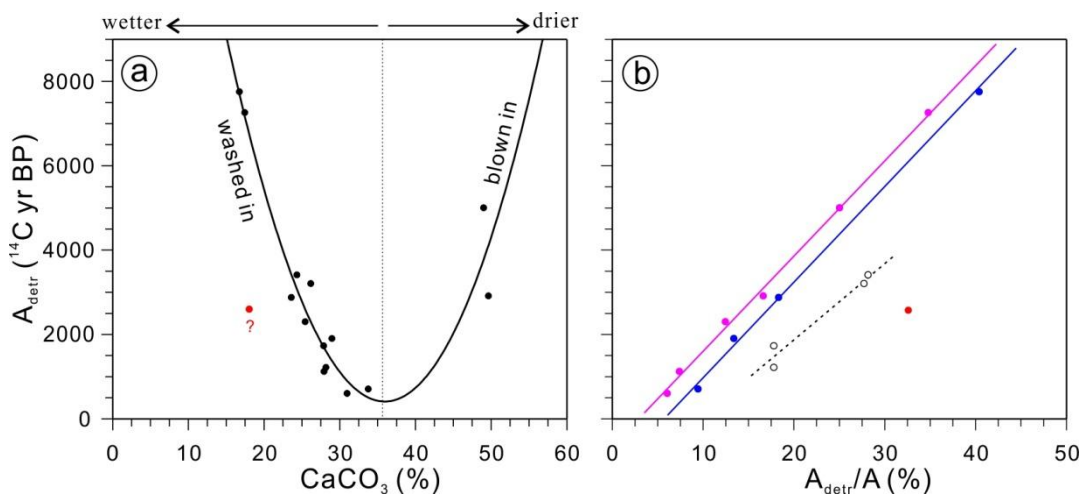 wetter drier
a
b
A_detr (¹⁴C yr BP)
8000
6000
4000
2000
0
washed in
blown in
?
0 10 20 30 40 50 60
CaCO₃ (%)
0 10 20 30 40 50
A_detr/A (%)